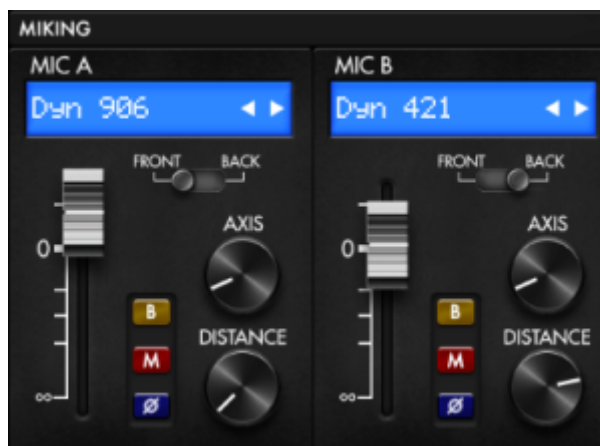 MIKING
MIC A
Dyn 906
FRONT BACK
AXIS
0
B
DISTANCE
M
∞
Ø
MIC B
Dyn 421
FRONT BACK
AXIS
0
B
DISTANCE
M
∞
Ø